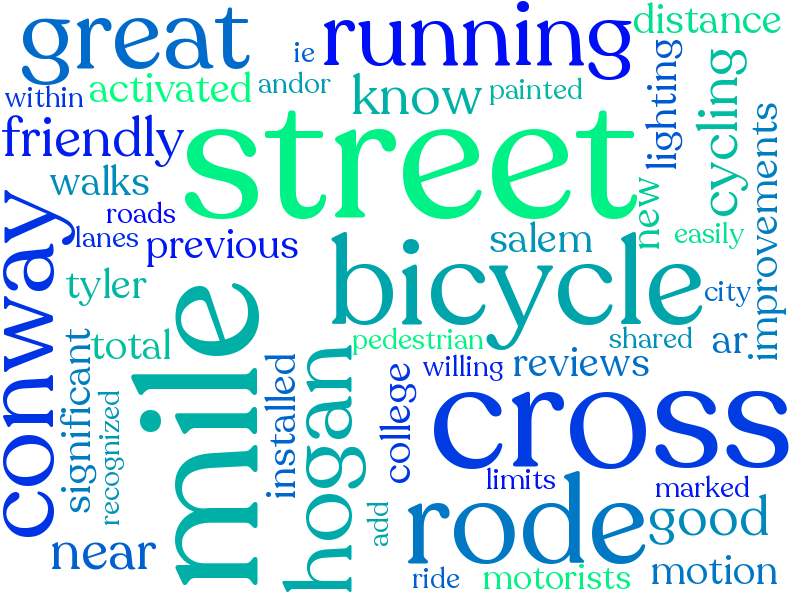 great
running
distance
ie
within
activated
andor
know
painted
lighting
cycling
friendly
street
improvements
walks
roads
new
lanes
previous
salem
easily
conway
tyler
mile
bicycle
city
total
pedestrian
shared
ar.
significant
recognized
installed
hogan
college
willing
reviews
cross
limits
marked
near
add
rode
good
ride
motorists
motion